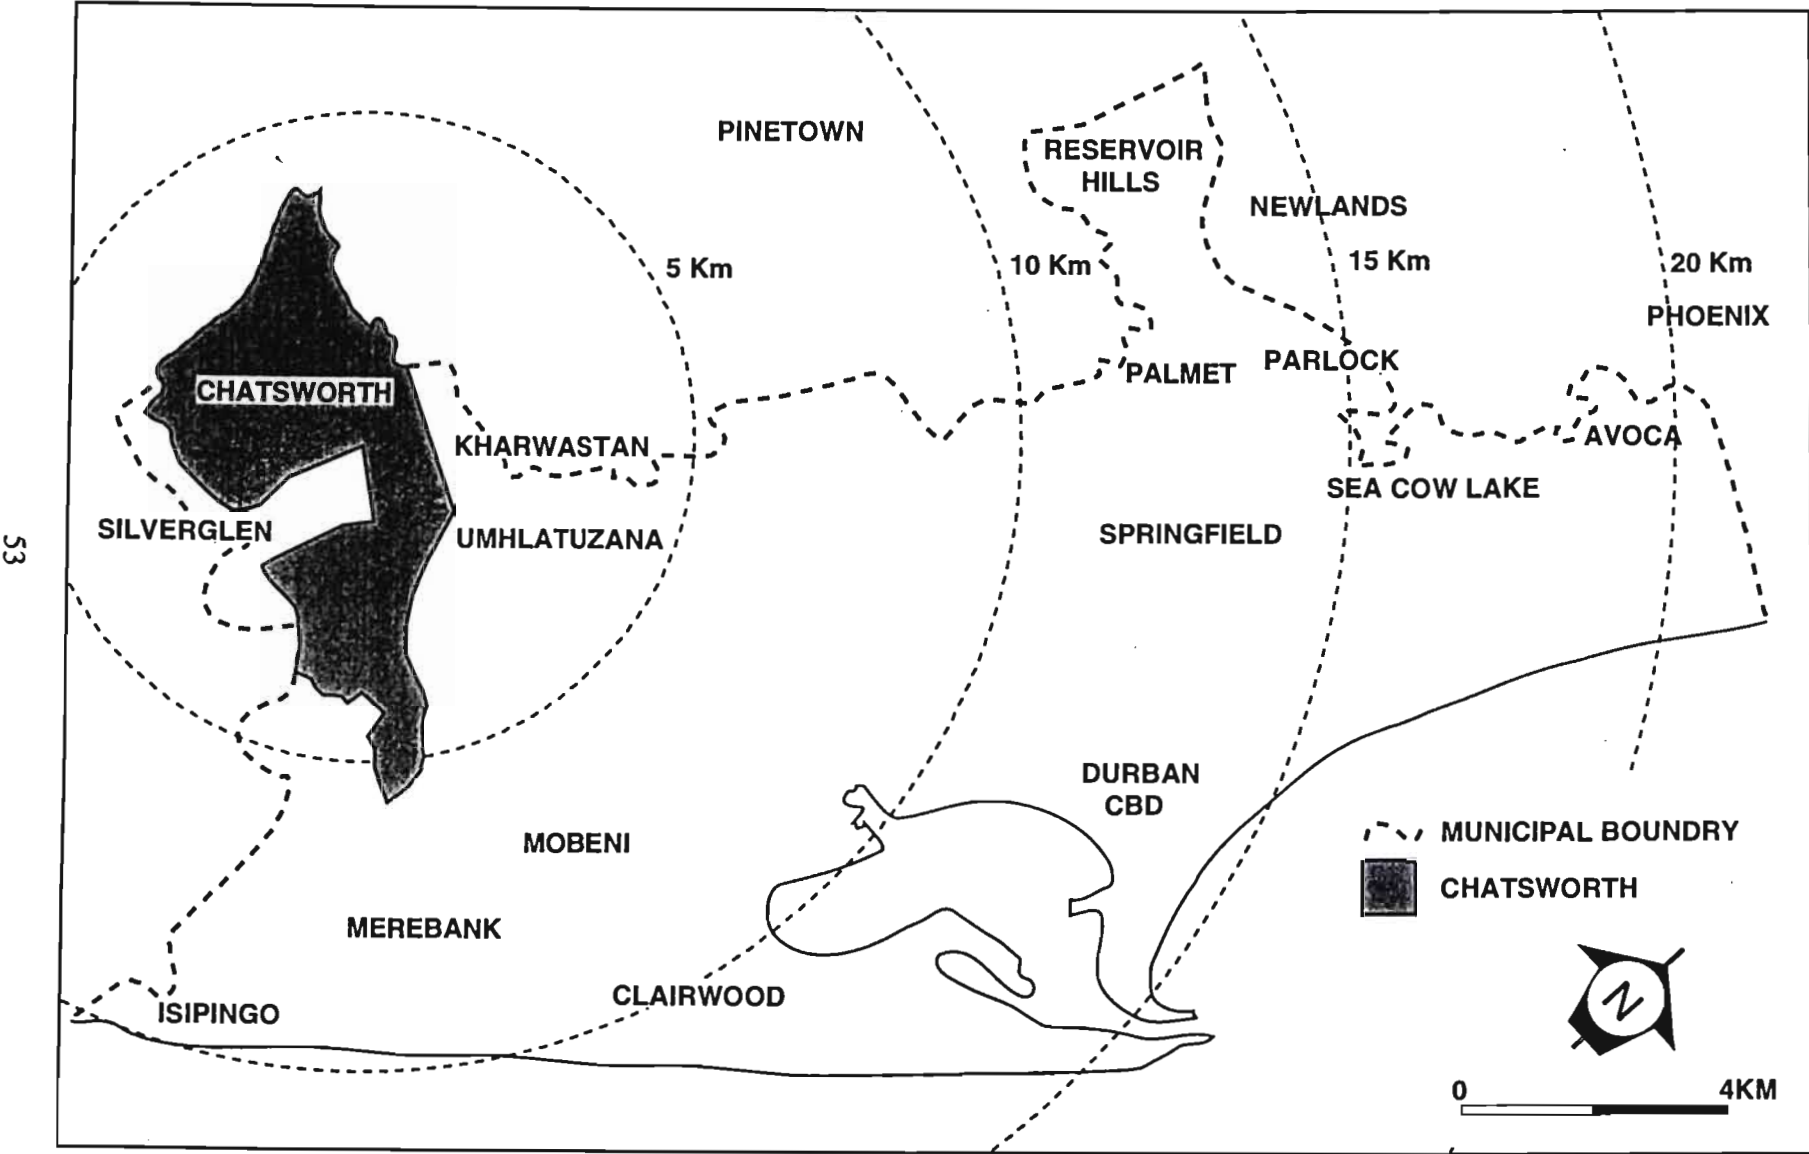 PINETOWN
RESERVOIR
HILLS
NEWLANDS
5 Km
10 Km
15 Km
20 Km
PHOENIX
PALMET
PARLOCK
CHATSWORTH
KHARWASTAN
AVOCA
SEA COW LAKE
SILVERGLEN
UMHLATUZANA
SPRINGFIELD
53
DURBAN
CBD
MOBENI
MUNICIPAL BOUNDRY
CHATSWORTH
MEREBANK
CLAIRWOOD
ISIPINGO
N
0
4KM